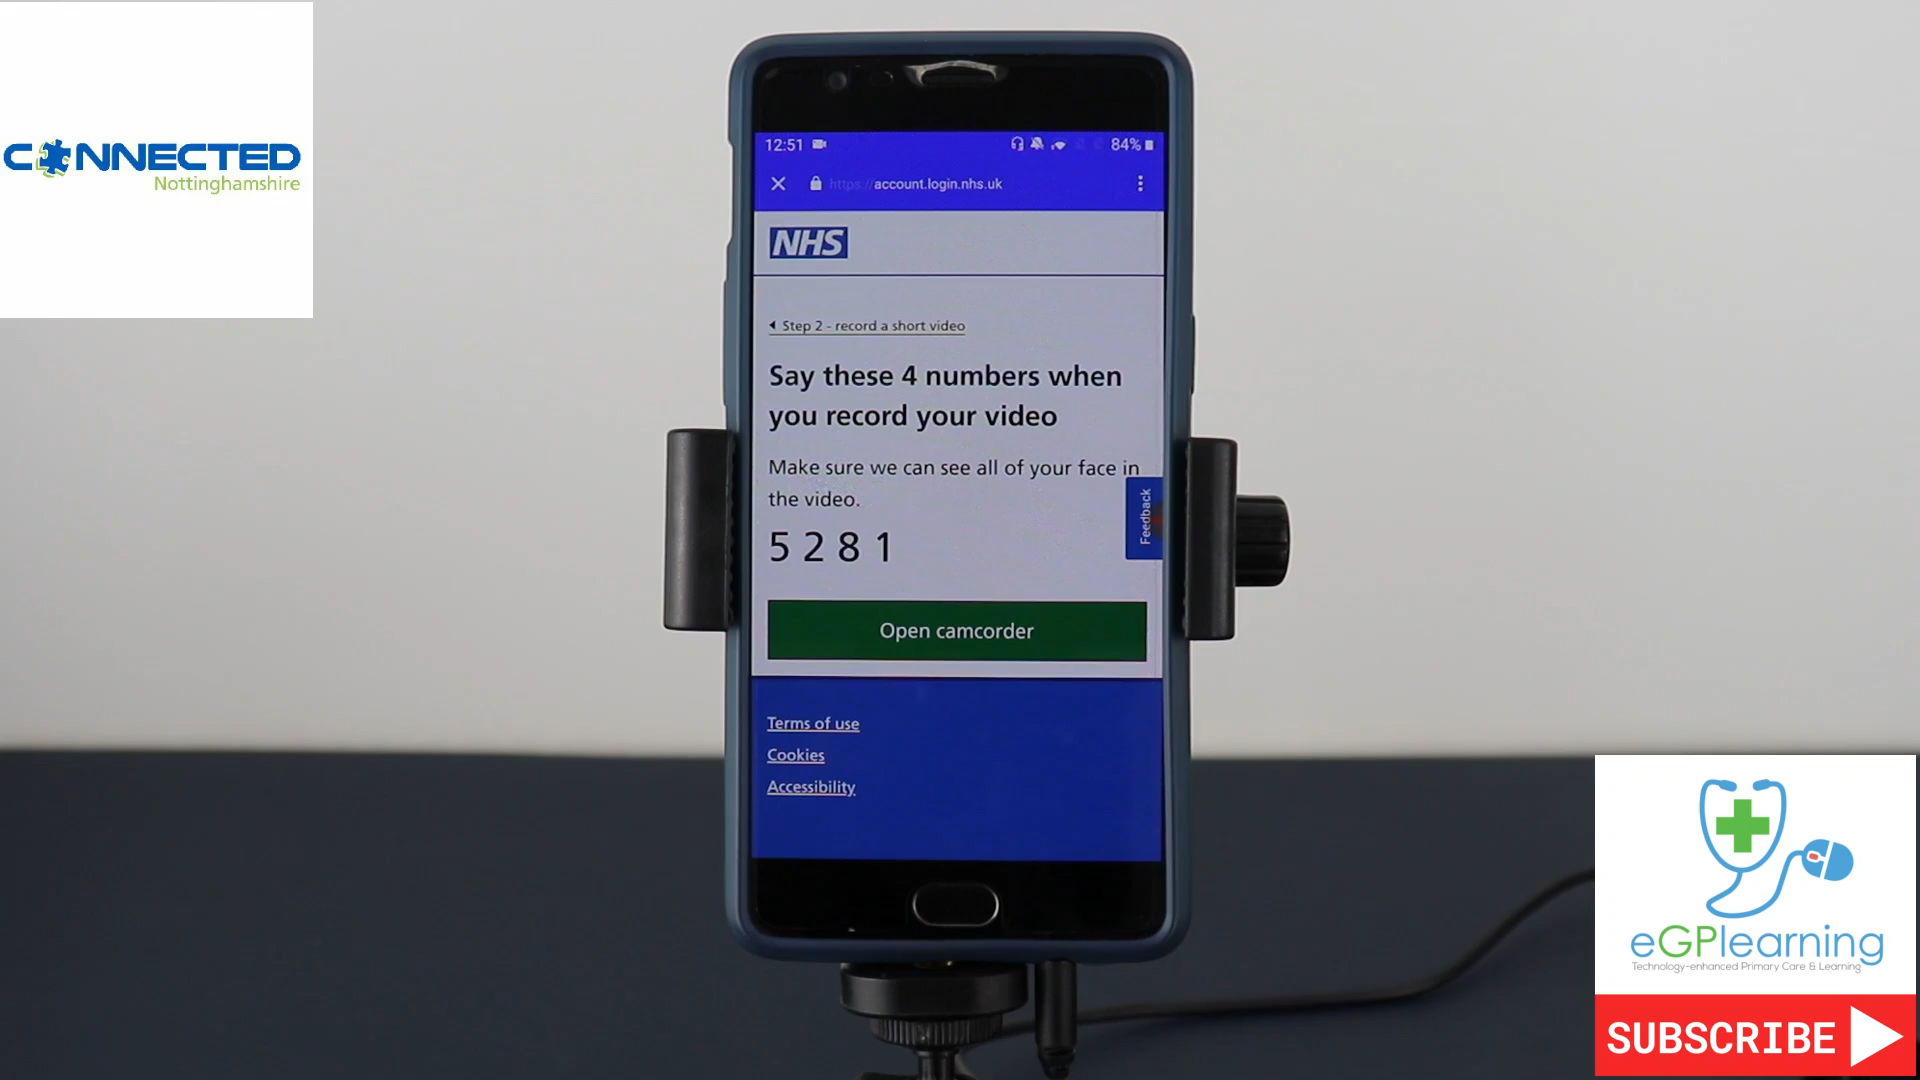 CONNECTED
Nottinghamshire
12:51
84%
https://account.login.nhs.uk
NHS
Step 2 - record a short video
Say these 4 numbers when
you record your video
Make sure we can see all of your face in
the video.
Feedback
5 2 8 1
Open camcorder
Terms of use
Cookies
Accessibility
eGPlearning
Technology-enhanced Primary Care & Learning
SUBSCRIBE